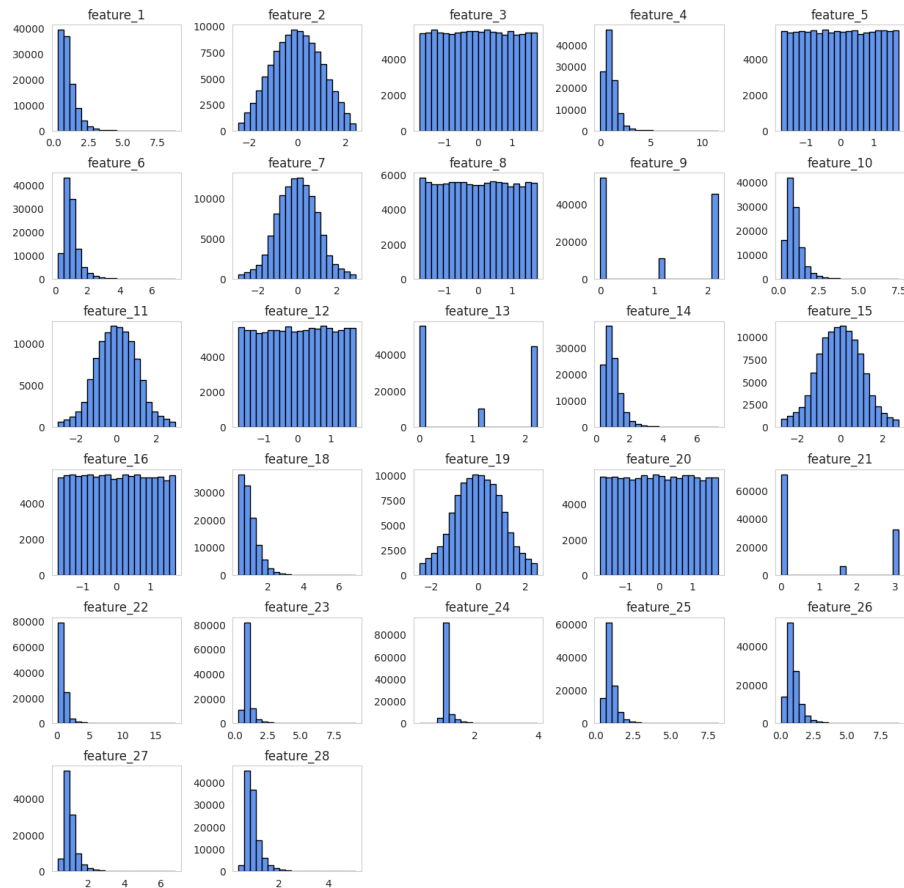 feature_1
40000
30000
20000
10000
0
0.0 2.5 5.0 7.5
feature_2
10000
7500
5000
2500
0
−2 0 2
feature_3
4000
2000
0
−1 0 1
feature_4
40000
30000
20000
10000
0
0 5 10
feature_5
4000
2000
0
−1 0 1
feature_6
40000
30000
20000
10000
0
0 2 4 6
feature_7
10000
5000
0
−2 0 2
feature_8
6000
4000
2000
0
−1 0 1
feature_9
40000
20000
0
0 1 2
feature_10
40000
30000
20000
10000
0
0.0 2.5 5.0 7.5
feature_11
10000
5000
0
−2 0 2
feature_12
4000
2000
0
−1 0 1
feature_13
40000
20000
0
0 1 2
feature_14
30000
20000
10000
0
0 2 4 6
feature_15
10000
7500
5000
2500
0
−2 0 2
feature_16
4000
2000
0
−1 0 1
feature_18
30000
20000
10000
0
2 4 6
feature_19
10000
7500
5000
2500
0
−2 0 2
feature_20
4000
2000
0
−1 0 1
feature_21
60000
40000
20000
0
0 1 2 3
feature_22
80000
60000
40000
20000
0
0 5 10 15
feature_23
80000
60000
40000
20000
0
0.0 2.5 5.0 7.5
feature_24
80000
60000
40000
20000
0
2 4
feature_25
60000
40000
20000
0
0.0 2.5 5.0 7.5
feature_26
40000
20000
0
0.0 2.5 5.0 7.5
feature_27
40000
20000
0
2 4 6
feature_28
40000
30000
20000
10000
0
2 4